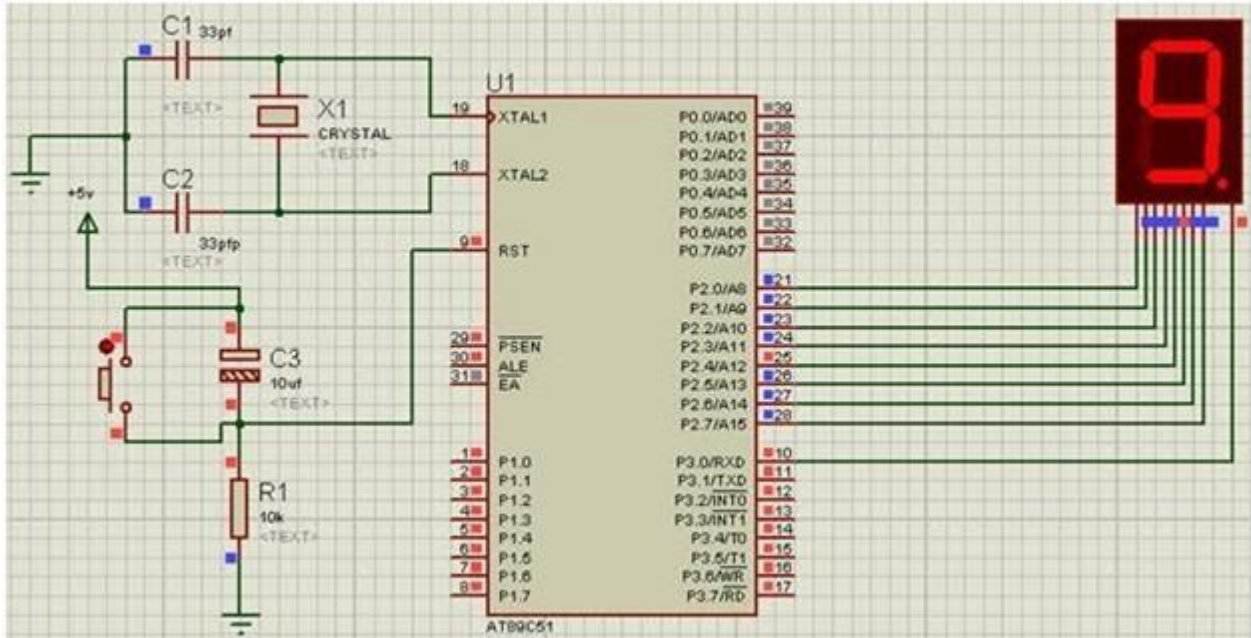 C1 33pf
<TEXT>
X1
CRYSTAL
<TEXT>
C2
33pfp
<TEXT>
+5v
C3
10uf
<TEXT>
R1
10k
<TEXT>
U1
19 XTAL1
18 XTAL2
9 RST
29 PSEN
30 ALE
31 EA
1 P1.0
2 P1.1
3 P1.2
4 P1.3
5 P1.4
6 P1.5
7 P1.6
8 P1.7
P0.0/AD0 39
P0.1/AD1 38
P0.2/AD2 37
P0.3/AD3 36
P0.4/AD4 35
P0.5/AD5 34
P0.6/AD6 33
P0.7/AD7 32
P2.0/A8 21
P2.1/A9 22
P2.2/A10 23
P2.3/A11 24
P2.4/A12 25
P2.5/A13 26
P2.6/A14 27
P2.7/A15 28
P3.0/RXD 10
P3.1/TXD 11
P3.2/INT0 12
P3.3/INT1 13
P3.4/T0 14
P3.5/T1 15
P3.6/WR 16
P3.7/RD 17
AT89C51
9.